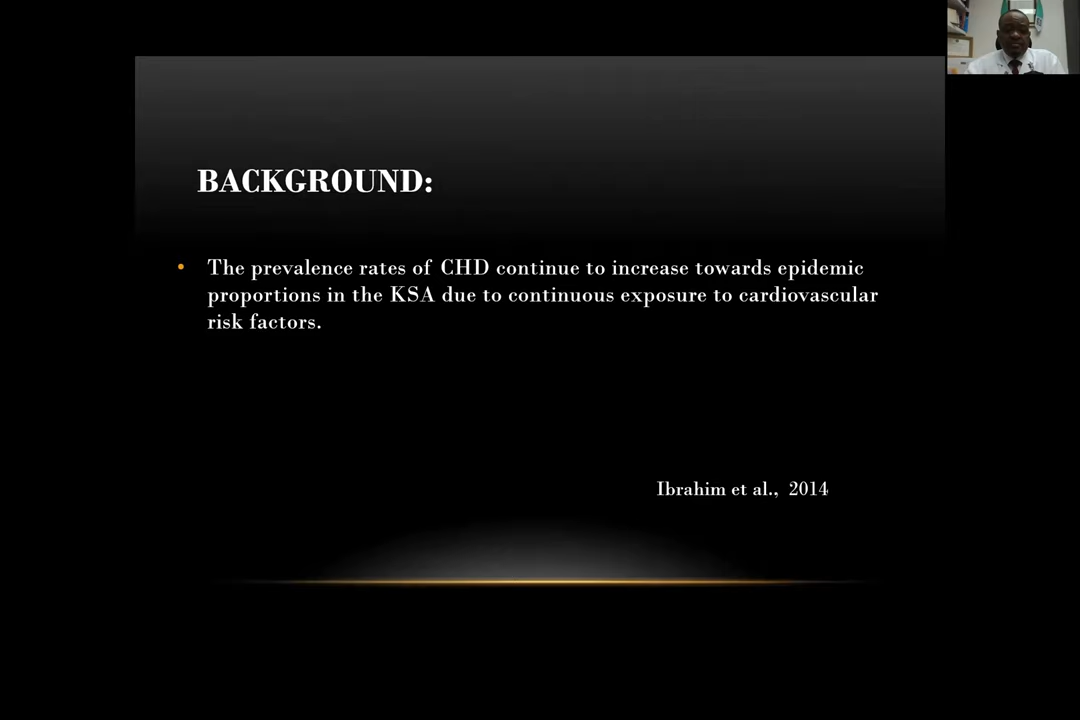 BACKGROUND:
• The prevalence rates of CHD continue to increase towards epidemic
proportions in the KSA due to continuous exposure to cardiovascular
risk factors.
Ibrahim et al., 2014